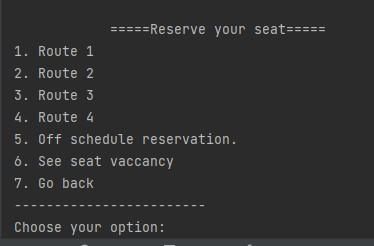 =====Reserve your seat=====
1. Route 1
2. Route 2
3. Route 3
4. Route 4
5. Off schedule reservation.
6. See seat vaccancy
7. Go back
------------------------
Choose your option: